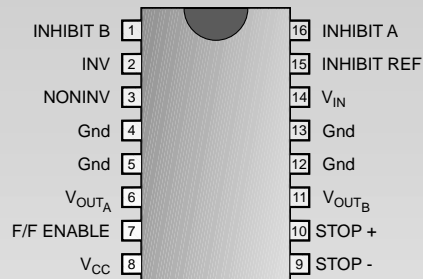 INHIBIT B 1 16 INHIBIT A
INV 2 15 INHIBIT REF
NONINV 3 14 VIN
Gnd 4 13 Gnd
Gnd 5 12 Gnd
VOUTA 6 11 VOUTB
F/F ENABLE 7 10 STOP +
VCC 8 9 STOP -